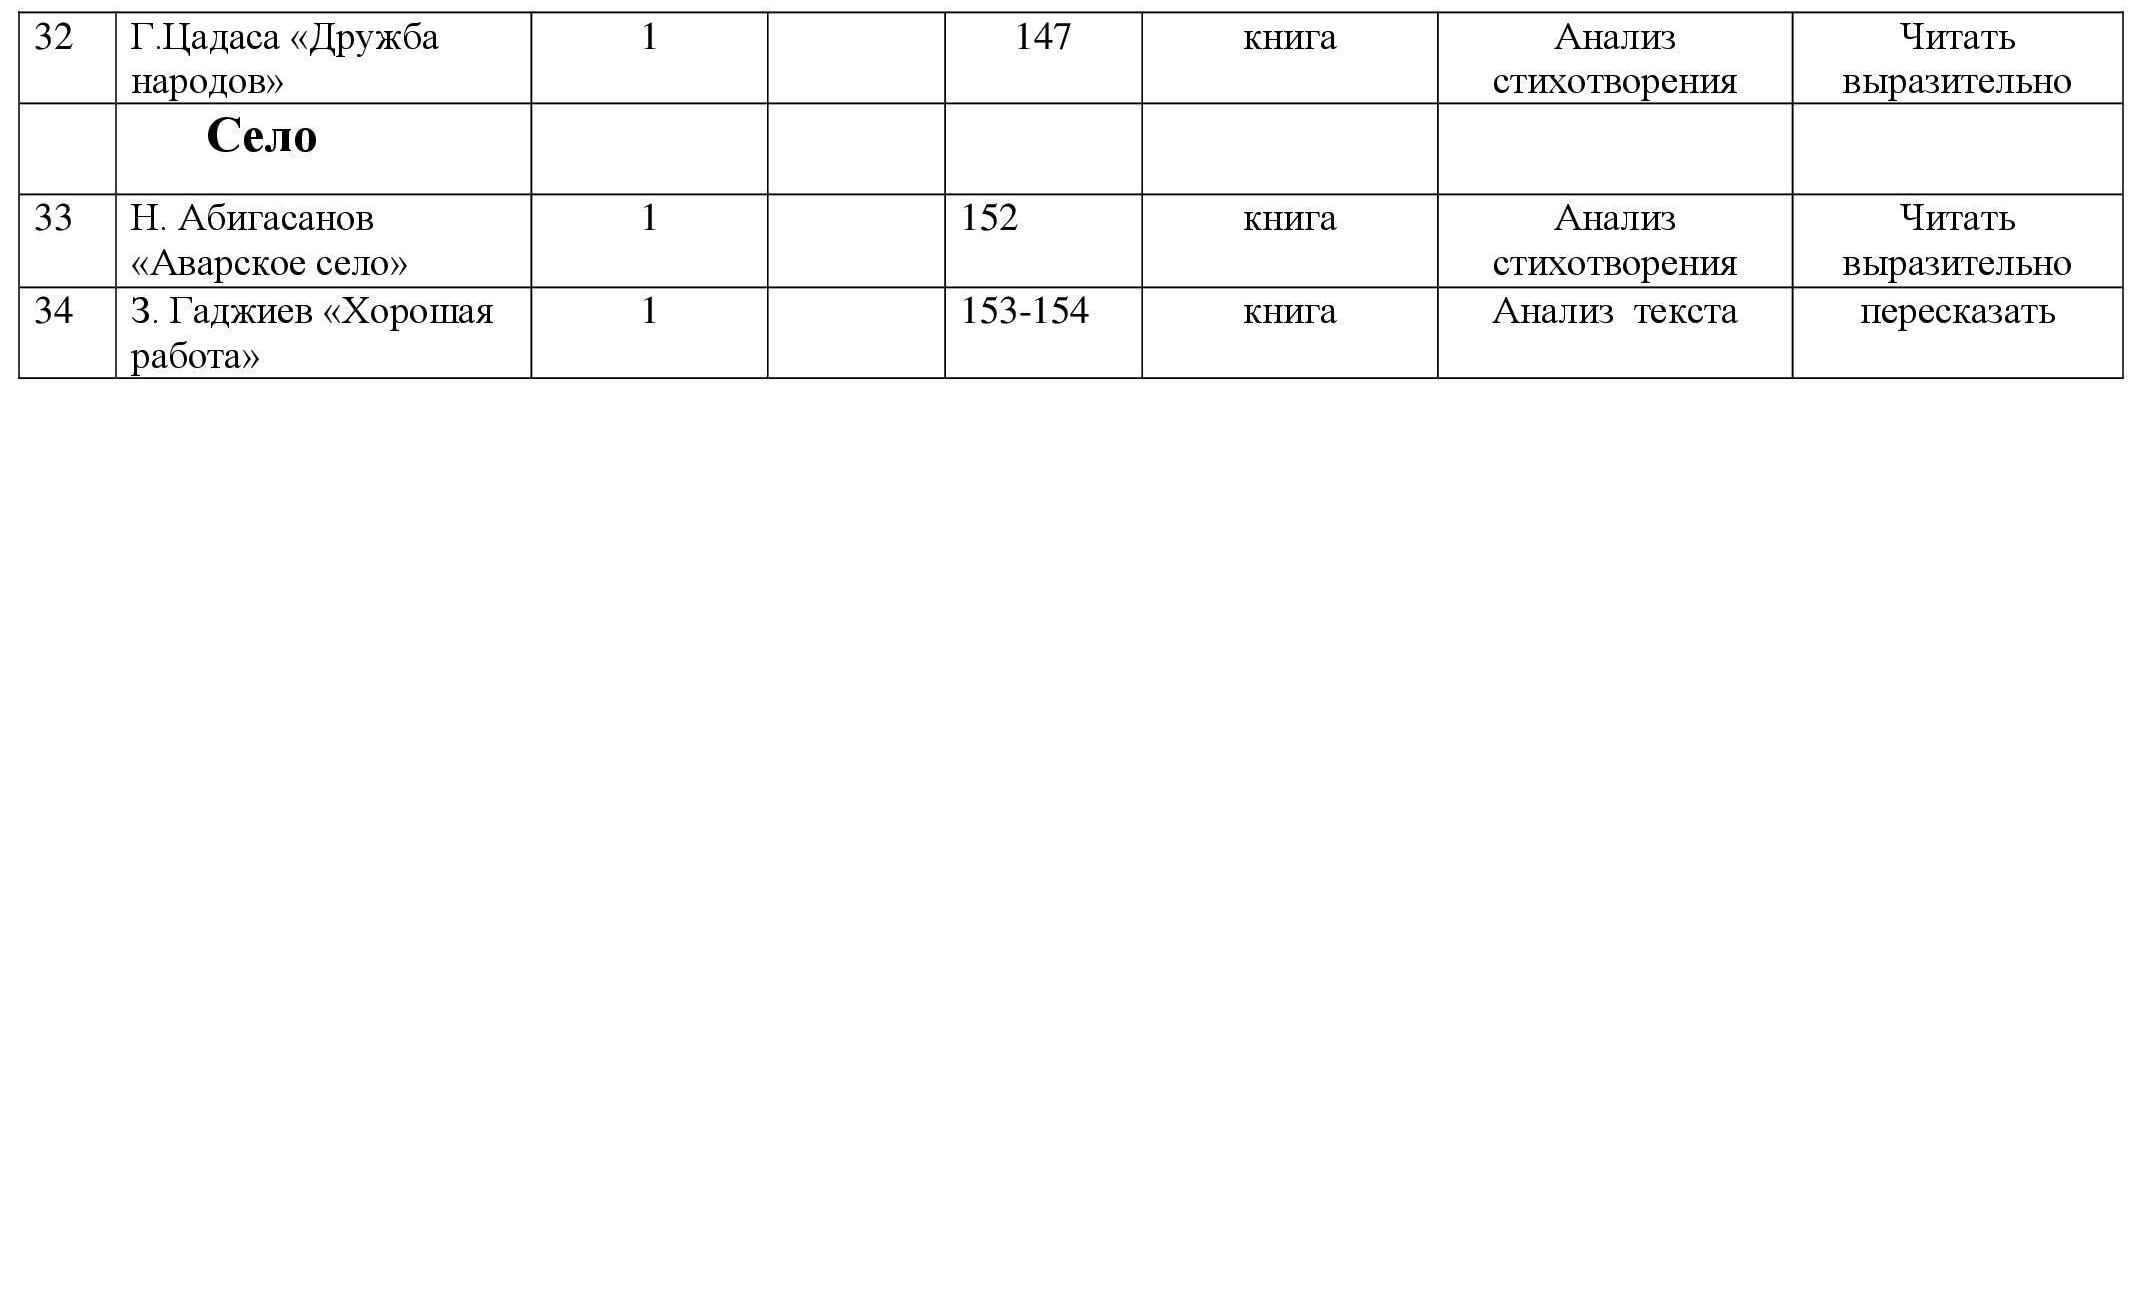 32 Г.Цадаса «Дружба 1 147 книга Анализ Читать
народов» стихотворения выразительно
Село
33 Н. Абигасанов 1 152 книга Анализ Читать
«Аварское село» стихотворения выразительно
34 З. Гаджиев «Хорошая 1 153-154 книга Анализ текста пересказать
работа»